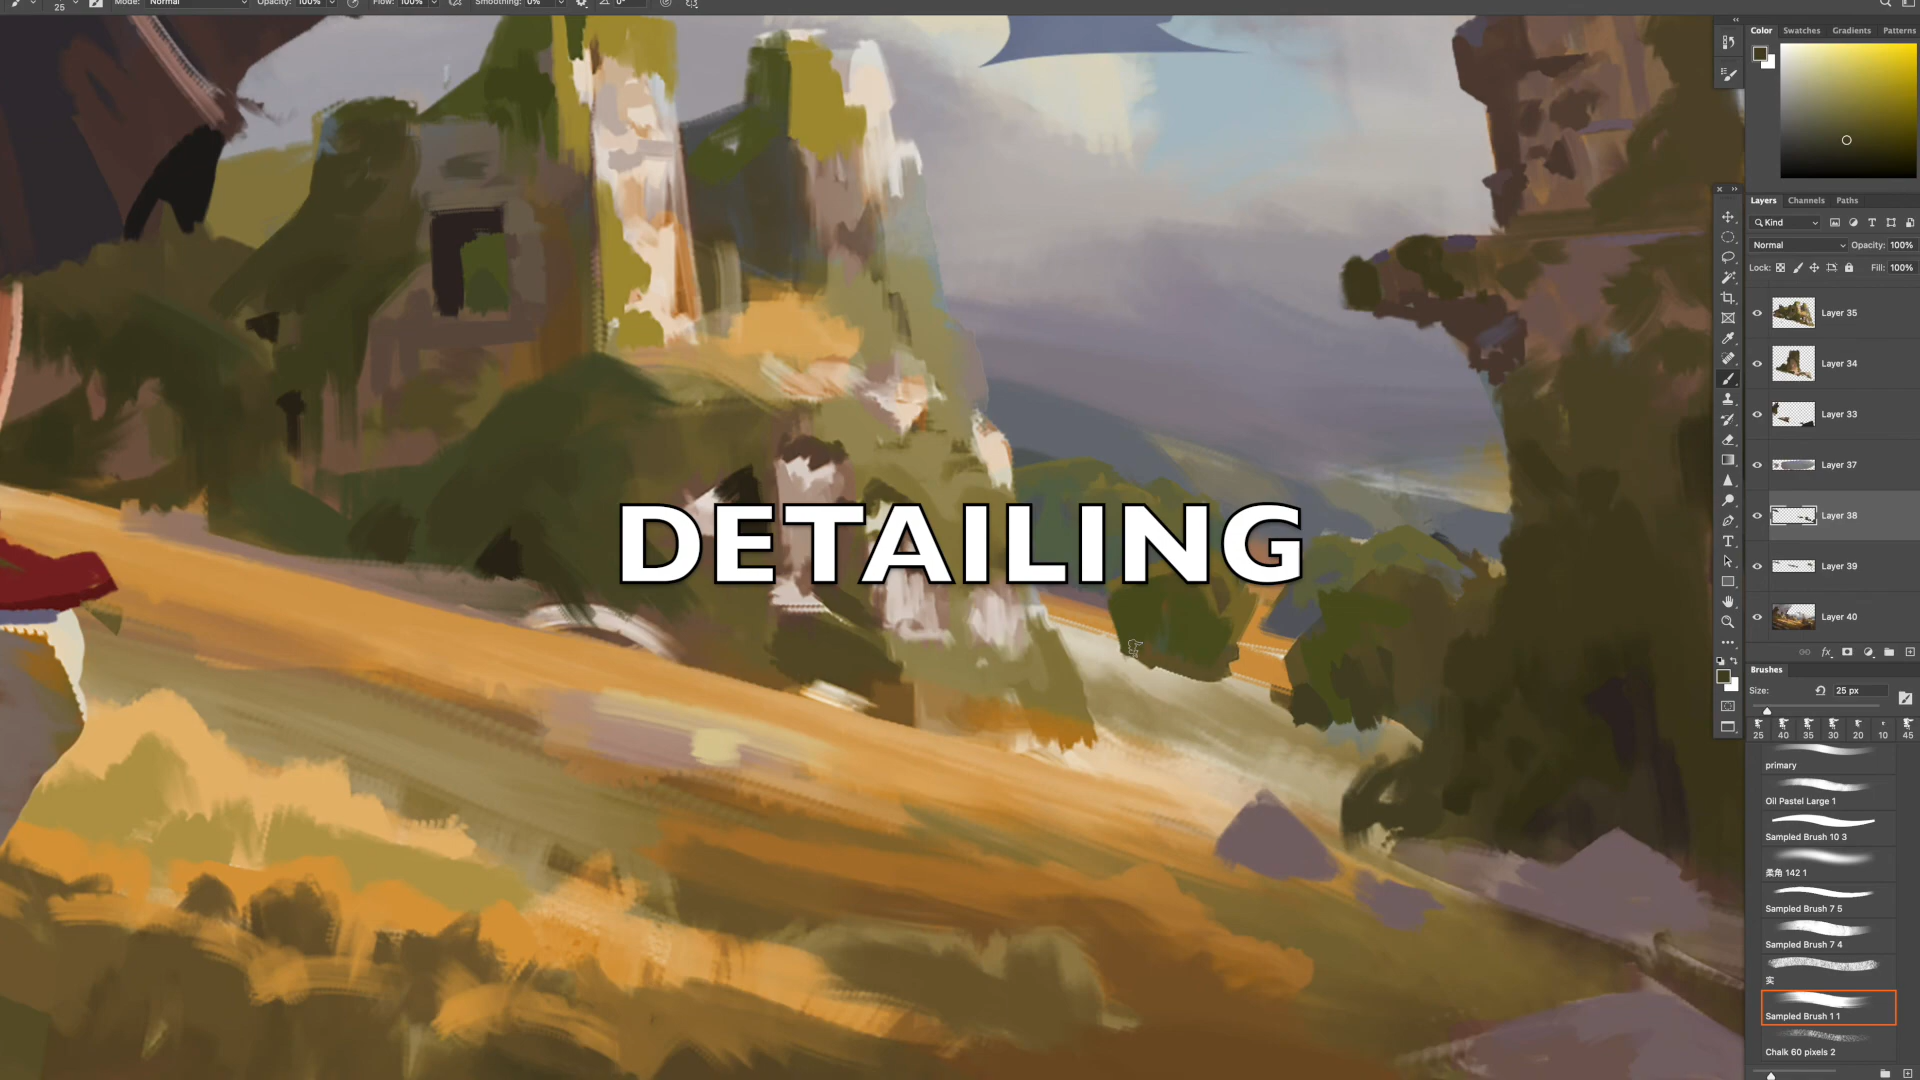 25 Mode: Normal Opacity: 100% Flow: 100% Smoothing: 0% 0°
Color Swatches Gradients Patterns
Layers Channels Paths
Kind
Normal Opacity: 100%
Lock: Fill: 100%
Layer 35
Layer 34
Layer 33
Layer 37
Layer 38
Layer 39
Layer 40
DETAILING
fx
Brushes
Size: 25 px
25 40 35 30 20 10 45
primary
Oil Pastel Large 1
Sampled Brush 10 3
柔角 142 1
Sampled Brush 7 5
Sampled Brush 7 4
实
Sampled Brush 1 1
Chalk 60 pixels 2